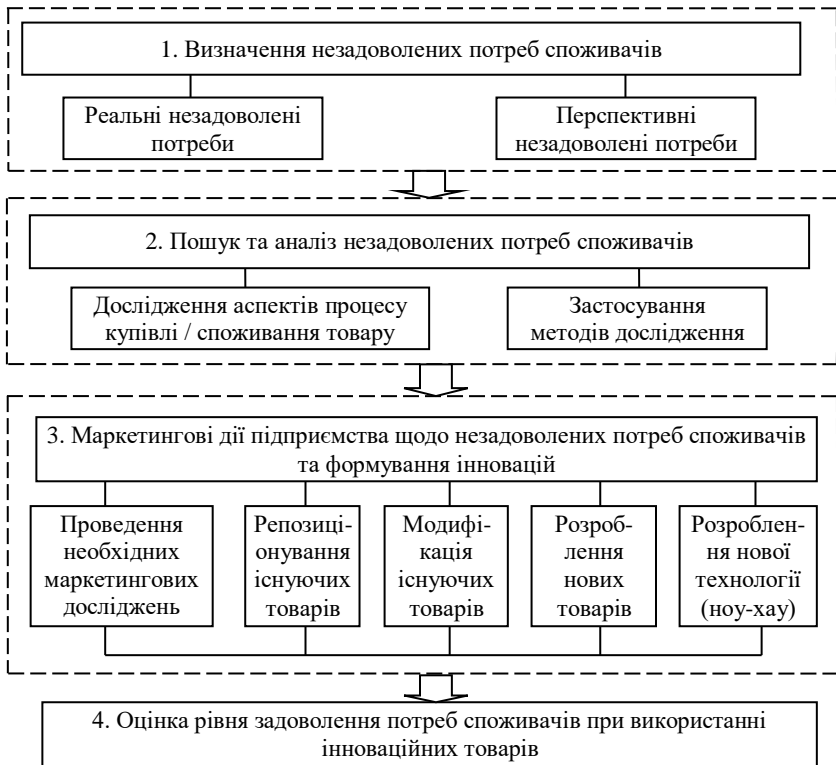 1. Визначення незадоволених потреб споживачів
Реальні незадоволені
потреби
Перспективні
незадоволені потреби
2. Пошук та аналіз незадоволених потреб споживачів
Дослідження аспектів процесу
купівлі / споживання товару
Застосування
методів дослідження
3. Маркетингові дії підприємства щодо незадоволених потреб споживачів
та формування інновацій
Проведення
необхідних
маркетингових
досліджень
Репозиці-
онування
існуючих
товарів
Модифі-
кація
існуючих
товарів
Розроб-
лення
нових
товарів
Розроблен-
ня нової
технології
(ноу-хау)
4. Оцінка рівня задоволення потреб споживачів при використанні
інноваційних товарів